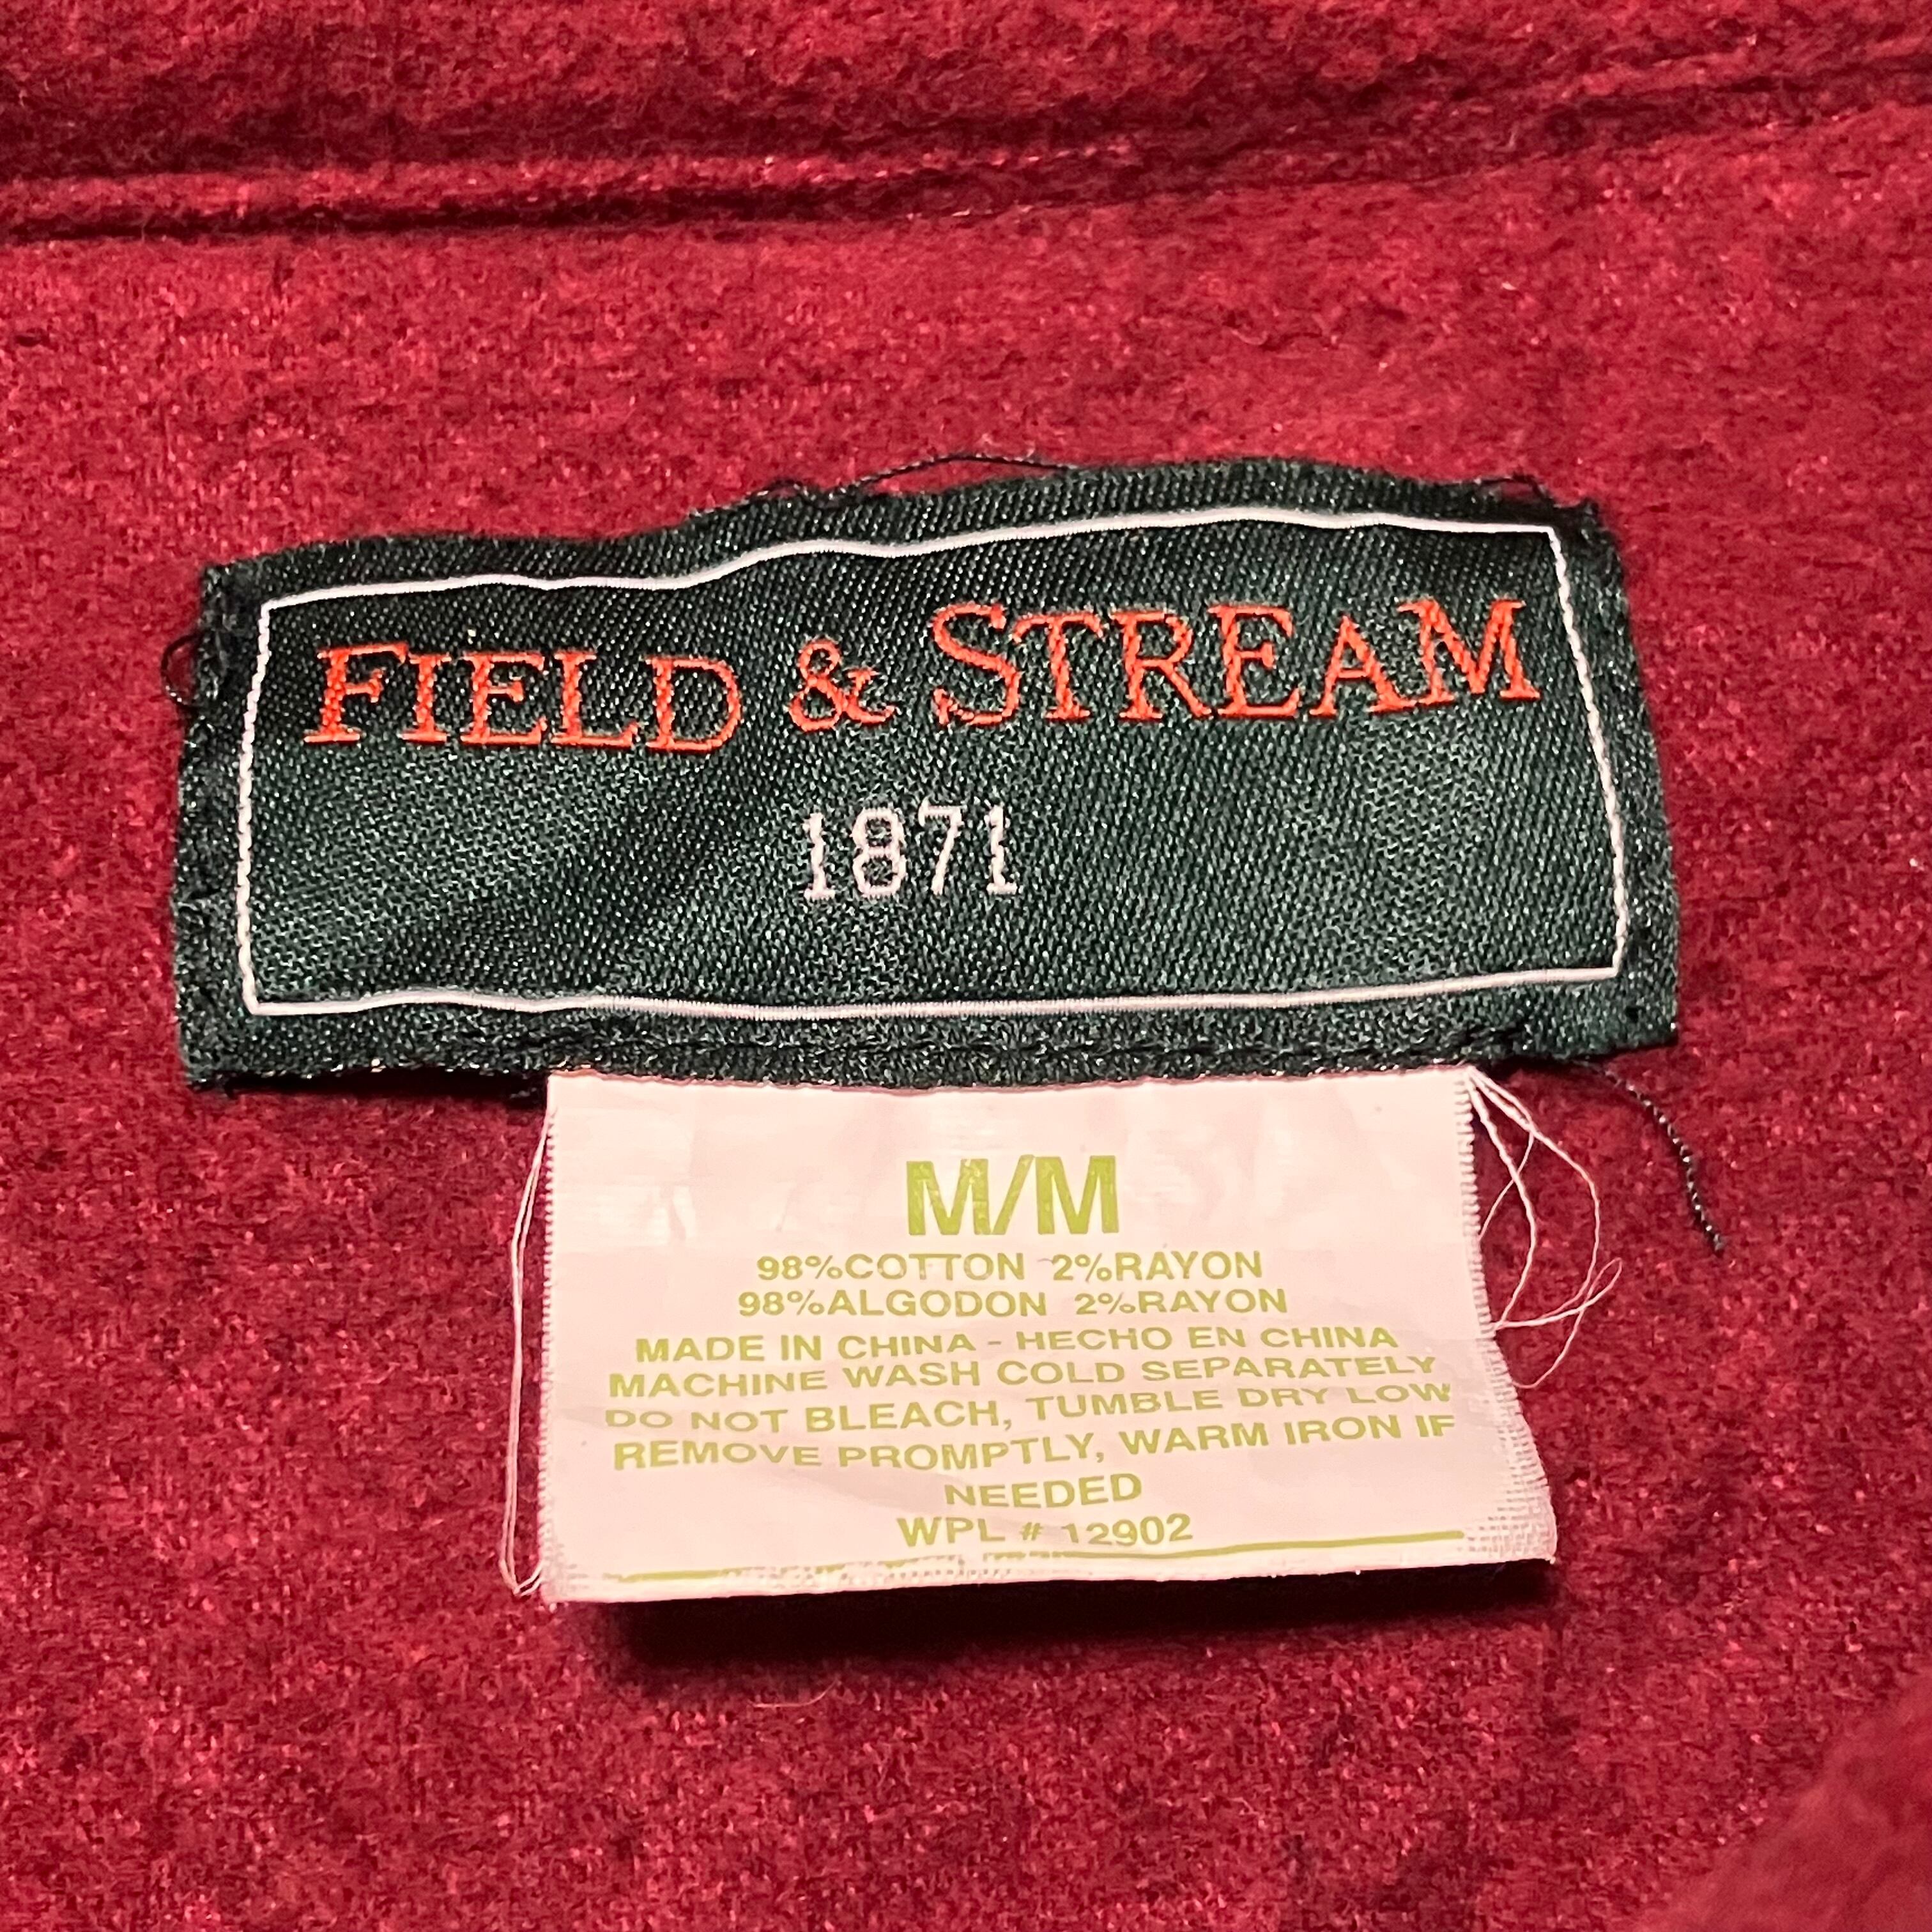 FIELD & STREAM
1871
M/M
98%COTTON 2%RAYON
98%ALGODON 2%RAYON
MADE IN CHINA - HECHO EN CHINA
MACHINE WASH COLD SEPARATELY
DO NOT BLEACH, TUMBLE DRY LOW
REMOVE PROMPTLY, WARM IRON IF
NEEDED
WPL # 12902